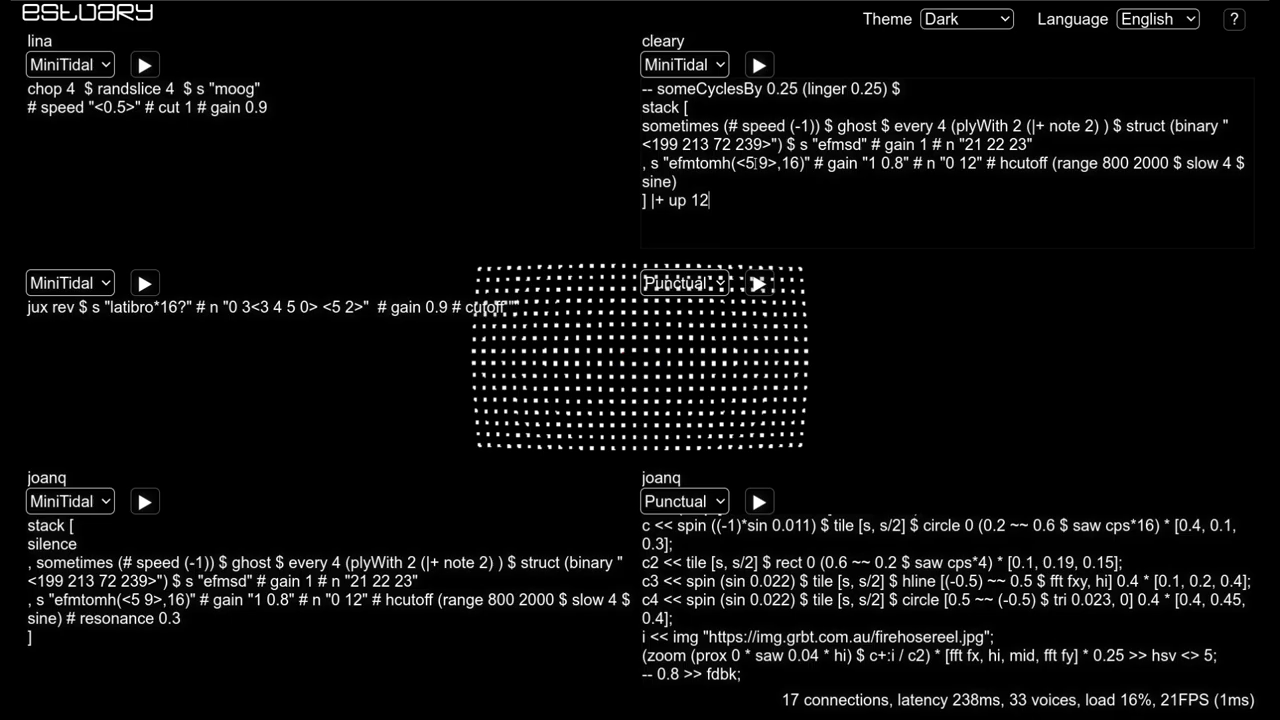 estuary
Theme Dark Language English ?
lina
MiniTidal
chop 4 $ randslice 4 $ s "moog"
# speed "<0.5>" # cut 1 # gain 0.9
cleary
MiniTidal
-- someCyclesBy 0.25 (linger 0.25) $
stack [
sometimes (# speed (-1)) $ ghost $ every 4 (plyWith 2 (|+ note 2) ) $ struct (binary "
<199 213 72 239>") $ s "efmsd" # gain 1 # n "21 22 23"
, s "efmtomh(<5 9>,16)" # gain "1 0.8" # n "0 12" # hcutoff (range 800 2000 $ slow 4 $
sine)
] |+ up 12
MiniTidal
jux rev $ s "latibro*16?" # n "0 3<3 4 5 0> <5 2>" # gain 0.9 # cutoff ""
Punctual
joanq
MiniTidal
stack [
silence
, sometimes (# speed (-1)) $ ghost $ every 4 (plyWith 2 (|+ note 2) ) $ struct (binary "
<199 213 72 239>") $ s "efmsd" # gain 1 # n "21 22 23"
, s "efmtomh(<5 9>,16)" # gain "1 0.8" # n "0 12" # hcutoff (range 800 2000 $ slow 4 $
sine) # resonance 0.3
]
joanq
Punctual
c << spin ((-1)*sin 0.011) $ tile [s, s/2] $ circle 0 (0.2 ~~ 0.6 $ saw cps*16) * [0.4, 0.1,
0.3];
c2 << tile [s, s/2] $ rect 0 (0.6 ~~ 0.2 $ saw cps*4) * [0.1, 0.19, 0.15];
c3 << spin (sin 0.022) $ tile [s, s/2] $ hline [(-0.5) ~~ 0.5 $ fft fxy, hi] 0.4 * [0.1, 0.2, 0.4];
c4 << spin (sin 0.022) $ tile [s, s/2] $ circle [0.5 ~~ (-0.5) $ tri 0.023, 0] 0.4 * [0.4, 0.45,
0.4];
i << img "https://img.grbt.com.au/firehosereel.jpg";
(zoom (prox 0 * saw 0.04 * hi) $ c+:i / c2) * [fft fx, hi, mid, fft fy] * 0.25 >> hsv <> 5;
-- 0.8 >> fdbk;
17 connections, latency 238ms, 33 voices, load 16%, 21FPS (1ms)